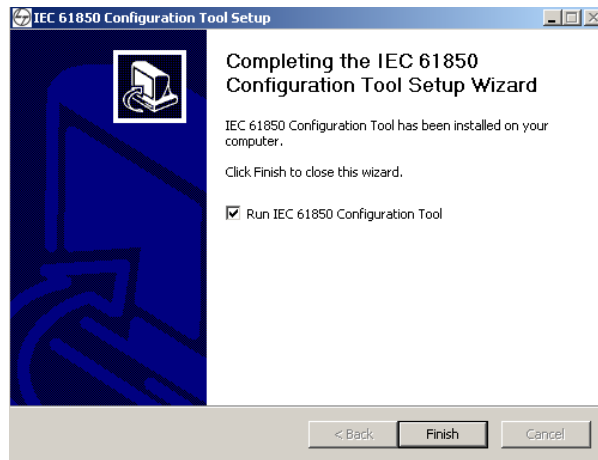 IEC 61850 Configuration Tool Setup
Completing the IEC 61850
Configuration Tool Setup Wizard
IEC 61850 Configuration Tool has been installed on your
computer.
Click Finish to close this wizard.
Run IEC 61850 Configuration Tool
< Back
Finish
Cancel